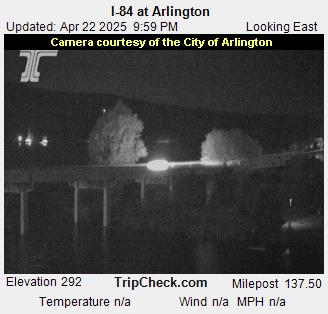 I-84 at Arlington
Updated: Apr 22 2025 9:59 PM Looking East
Camera courtesy of the City of Arlington
Elevation 292 TripCheck.com Milepost 137.50
Temperature n/a Wind n/a MPH n/a